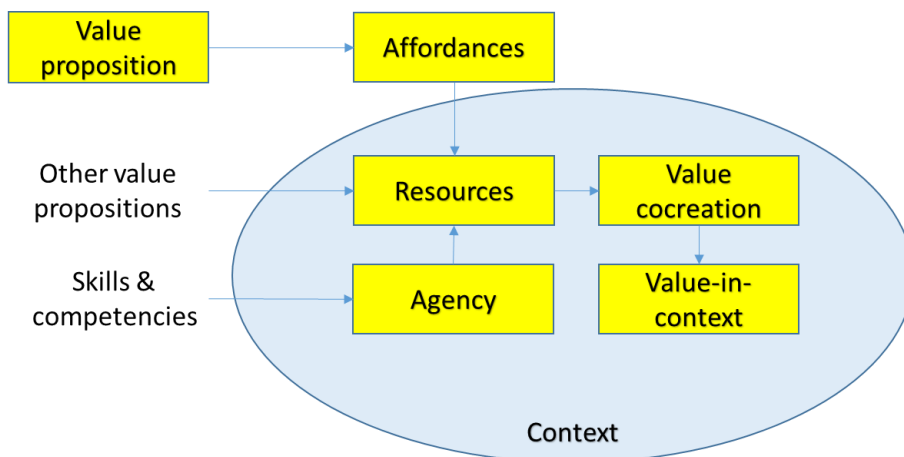 Value
proposition
Affordances
Other value
propositions
Resources
Value
cocreation
Skills &
competencies
Agency
Value-in-
context
Context